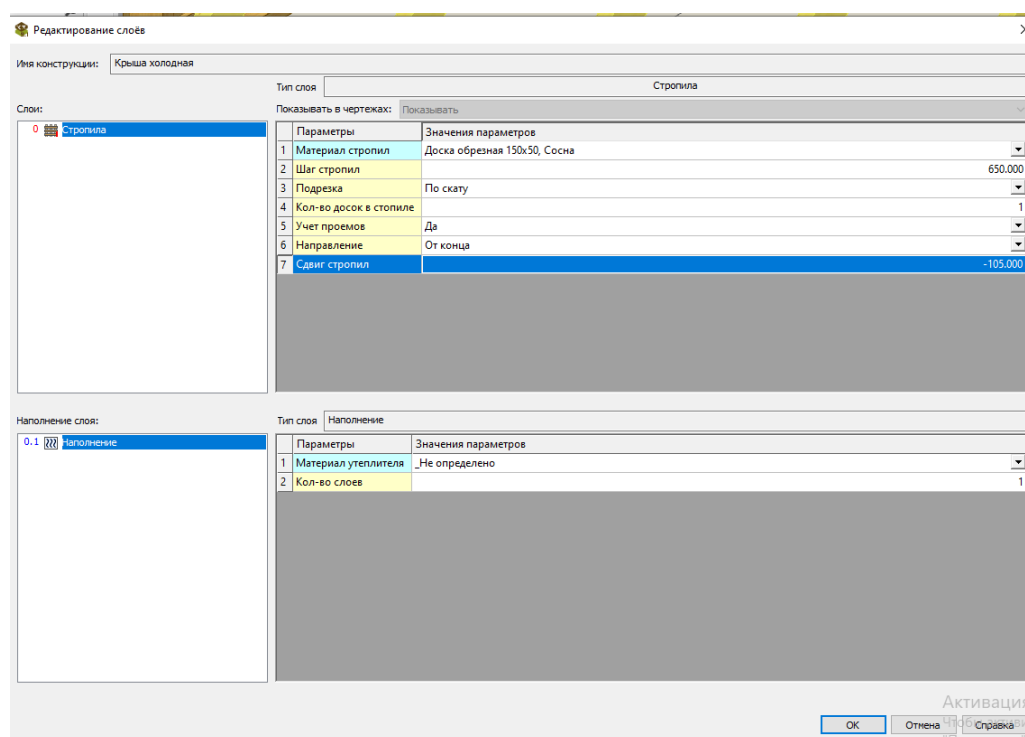 Редактирование слоёв
Имя конструкции: Крыша холодная
Тип слоя Стропила
Слои: Показывать в чертежах: Показывать
0 Стропила
Параметры Значения параметров
1 Материал стропил Доска обрезная 150x50, Сосна
2 Шаг стропил 650.000
3 Подрезка По скату
4 Кол-во досок в стопиле 1
5 Учет проемов Да
6 Направление От конца
7 Сдвиг стропил -105.000
Наполнение слоя: Тип слоя Наполнение
0.1 Наполнение
Параметры Значения параметров
1 Материал утеплителя _Не определено
2 Кол-во слоев 1
Активация
OK Отмена Справка